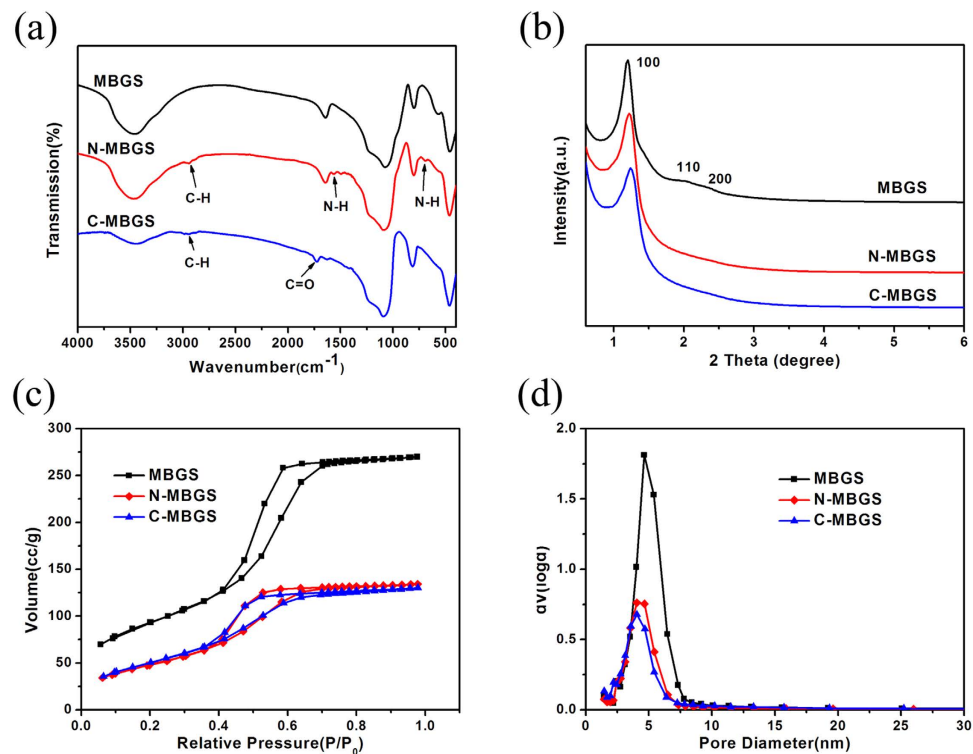 (a)
MBGS
N-MBGS
C-MBGS
C-H
N-H
N-H
C-H
C=O
Transmission(%)
4000 3500 3000 2500 2000 1500 1000 500
Wavenumber(cm-1)
(b)
100
110
200
MBGS
N-MBGS
C-MBGS
Intensity(a.u.)
1 2 3 4 5 6
2 Theta (degree)
(c)
300
250
200
150
100
50
0
MBGS
N-MBGS
C-MBGS
Volume(cc/g)
0.0 0.2 0.4 0.6 0.8 1.0
Relative Pressure(P/P0)
(d)
2.0
1.5
1.0
0.5
0.0
MBGS
N-MBGS
C-MBGS
αv(logα)
0 5 10 15 20 25 30
Pore Diameter(nm)